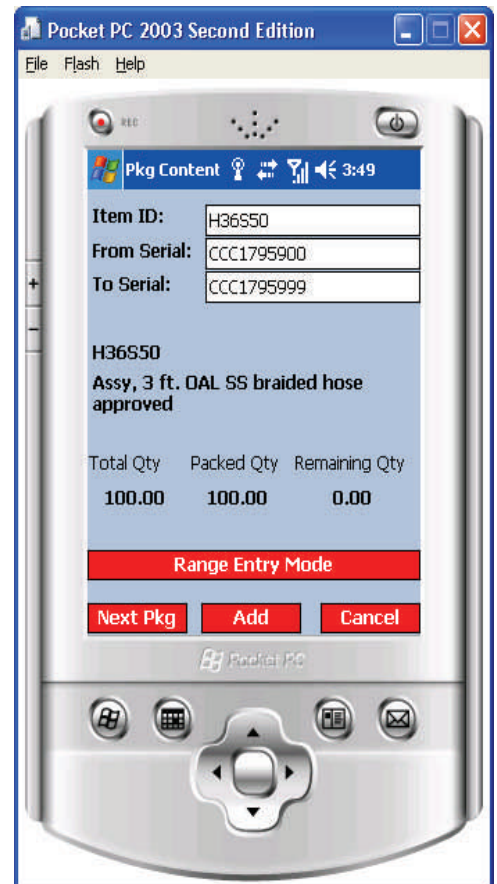 Pocket PC 2003 Second Edition
File Flash Help
REC
Pkg Content 3:49
Item ID: H36S50
From Serial: CCC1795900
To Serial: CCC1795999
+
-
H36S50
Assy, 3 ft. OAL SS braided hose
approved
Total Qty Packed Qty Remaining Qty
100.00 100.00 0.00
Range Entry Mode
Next Pkg Add Cancel
Pocket PC